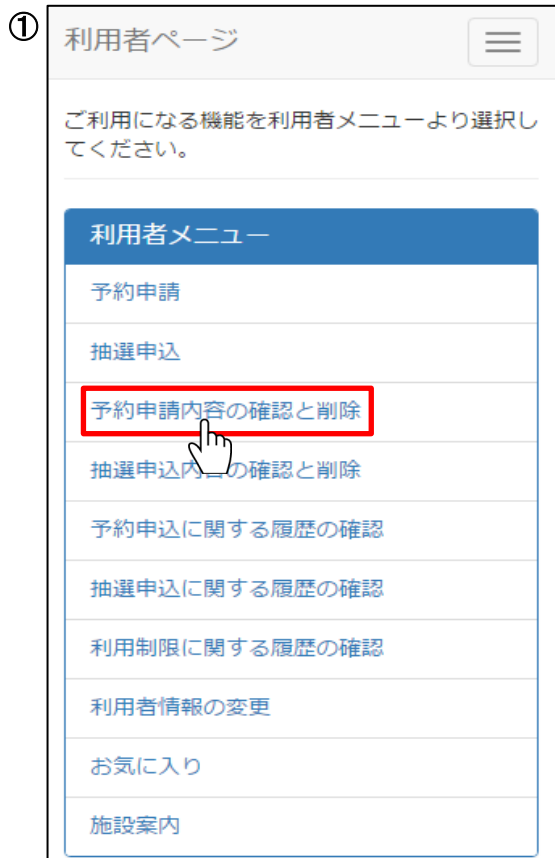 ①
利用者ページ
ご利用になる機能を利用者メニューより選択し
てください。
利用者メニュー
予約申請
抽選申込
予約申請内容の確認と削除
抽選申込内容の確認と削除
予約申込に関する履歴の確認
抽選申込に関する履歴の確認
利用制限に関する履歴の確認
利用者情報の変更
お気に入り
施設案内